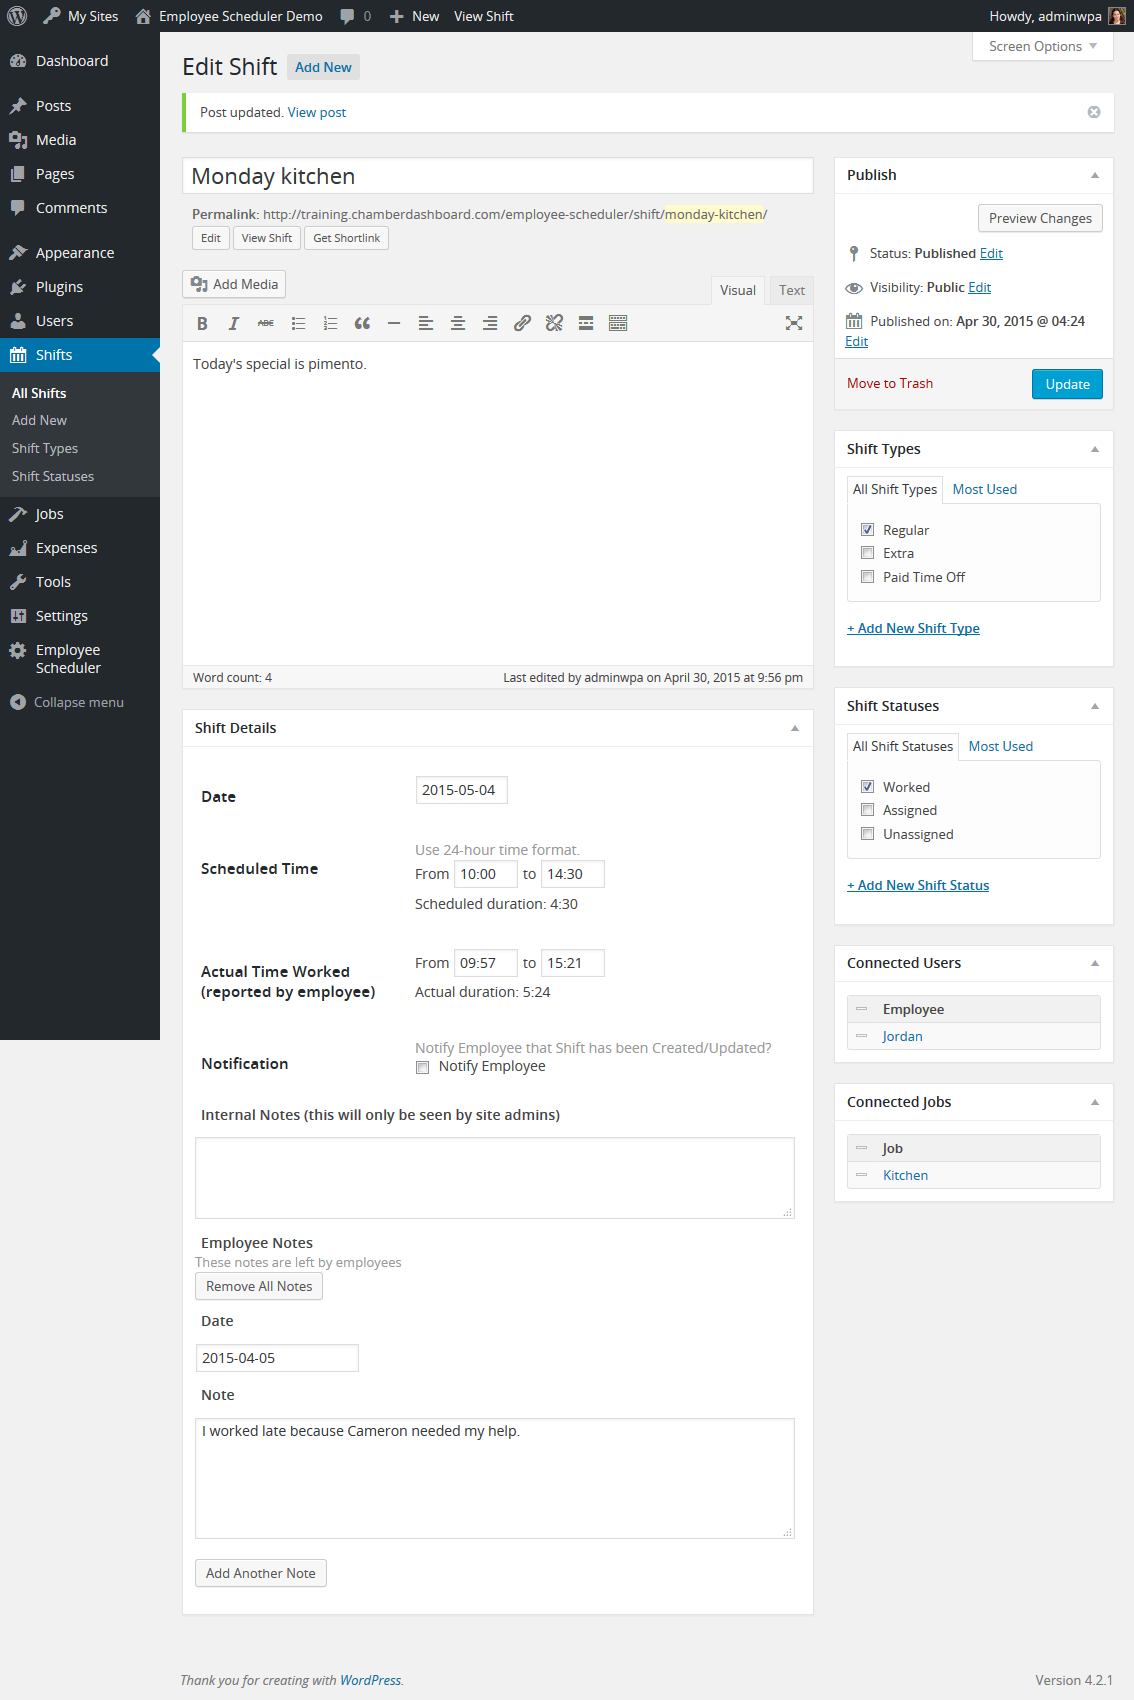 My Sites Employee Scheduler Demo 0 New View Shift Howdy, adminwpa
Screen Options
Dashboard
Posts
Media
Pages
Comments
Appearance
Plugins
Users
Shifts
All Shifts
Add New
Shift Types
Shift Statuses
Jobs
Expenses
Tools
Settings
Employee
Scheduler
Collapse menu
Edit Shift Add New
Post updated. View post
Monday kitchen
Permalink: http://training.chamberdashboard.com/employee-scheduler/shift/monday-kitchen/
Edit View Shift Get Shortlink
Add Media Visual Text
B I ABC
Today's special is pimento.
Word count: 4 Last edited by adminwpa on April 30, 2015 at 9:56 pm
Shift Details
Date 2015-05-04
Use 24-hour time format.
Scheduled Time From 10:00 to 14:30
Scheduled duration: 4:30
Actual Time Worked
(reported by employee)
From 09:57 to 15:21
Actual duration: 5:24
Notification
Notify Employee that Shift has been Created/Updated?
Notify Employee
Internal Notes (this will only be seen by site admins)
Employee Notes
These notes are left by employees
Remove All Notes
Date
2015-04-05
Note
I worked late because Cameron needed my help.
Add Another Note
Publish
Preview Changes
Status: Published Edit
Visibility: Public Edit
Published on: Apr 30, 2015 @ 04:24
Edit
Move to Trash Update
Shift Types
All Shift Types Most Used
Regular
Extra
Paid Time Off
+ Add New Shift Type
Shift Statuses
All Shift Statuses Most Used
Worked
Assigned
Unassigned
+ Add New Shift Status
Connected Users
Employee
Jordan
Connected Jobs
Job
Kitchen
Thank you for creating with WordPress. Version 4.2.1